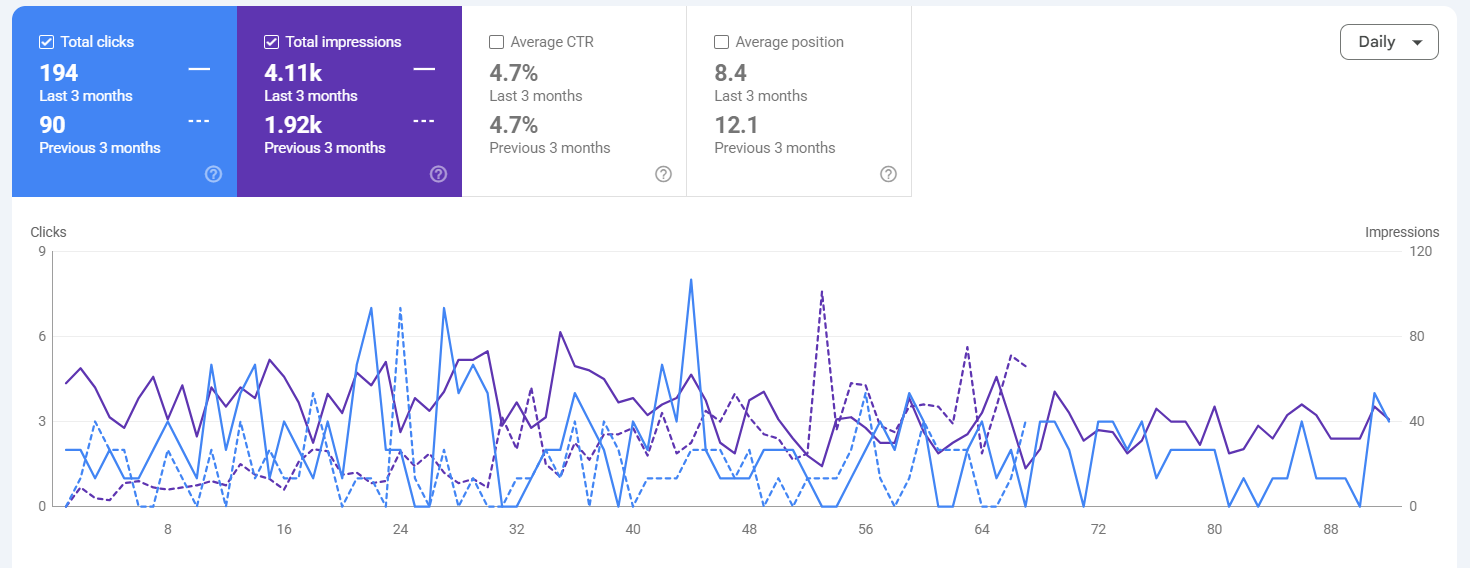 Total clicks
194
Last 3 months
90
Previous 3 months
Total impressions
4.11k
Last 3 months
1.92k
Previous 3 months
Average CTR
4.7%
Last 3 months
4.7%
Previous 3 months
Average position
8.4
Last 3 months
12.1
Previous 3 months
Daily
Clicks
Impressions
9
120
6
80
3
40
0
0
8 16 24 32 40 48 56 64 72 80 88